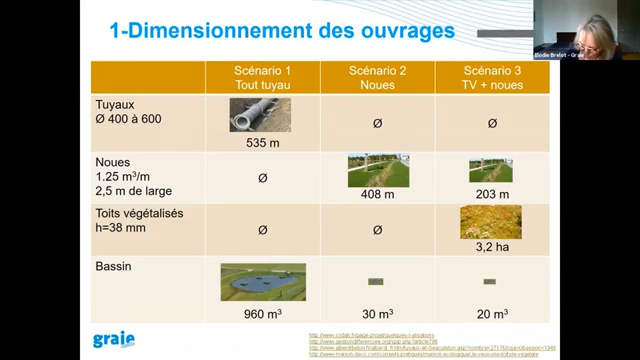 1-Dimensionnement des ouvrages
Elodie Brelot - Graie
Scénario 1
Tout tuyau
Scénario 2
Noues
Scénario 3
TV + noues
Tuyaux
Ø 400 à 600
535 m
Ø
Ø
Noues
1.25 m³/m
2,5 m de large
Ø
408 m
203 m
Toits végétalisés
h=38 mm
Ø
Ø
3,2 ha
Bassin
960 m³
30 m³
20 m³
graie